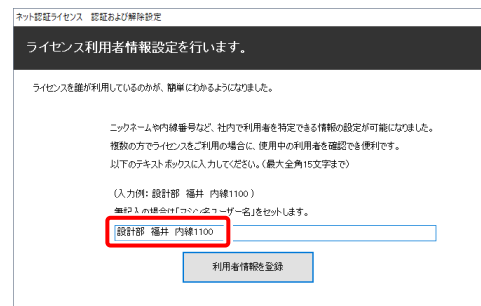 ネット認証ライセンス 認証および解除設定
ライセンス利用者情報設定を行います。
ライセンスを誰が利用しているのかが、簡単にわかるようになりました。
ニックネームや内線番号など、社内で利用者を特定できる情報の設定が可能になりました。
複数の方でライセンスをご利用の場合に、使用中の利用者を確認でき便利です。
以下のテキストボックスに入力してください。(最大全角15文字まで)
(入力例:設計部 福井 内線1100)
無記入の場合は「マシン名ユーザー名」をセットします。
設計部 福井 内線1100
利用者情報を登録